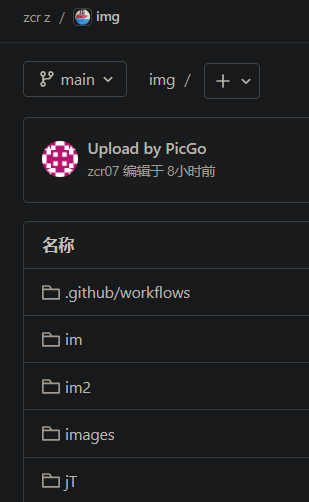 zcr z / img
main img / +
Upload by PicGo
zcr07 编辑于 8小时前
名称
.github/workflows
im
im2
images
jT